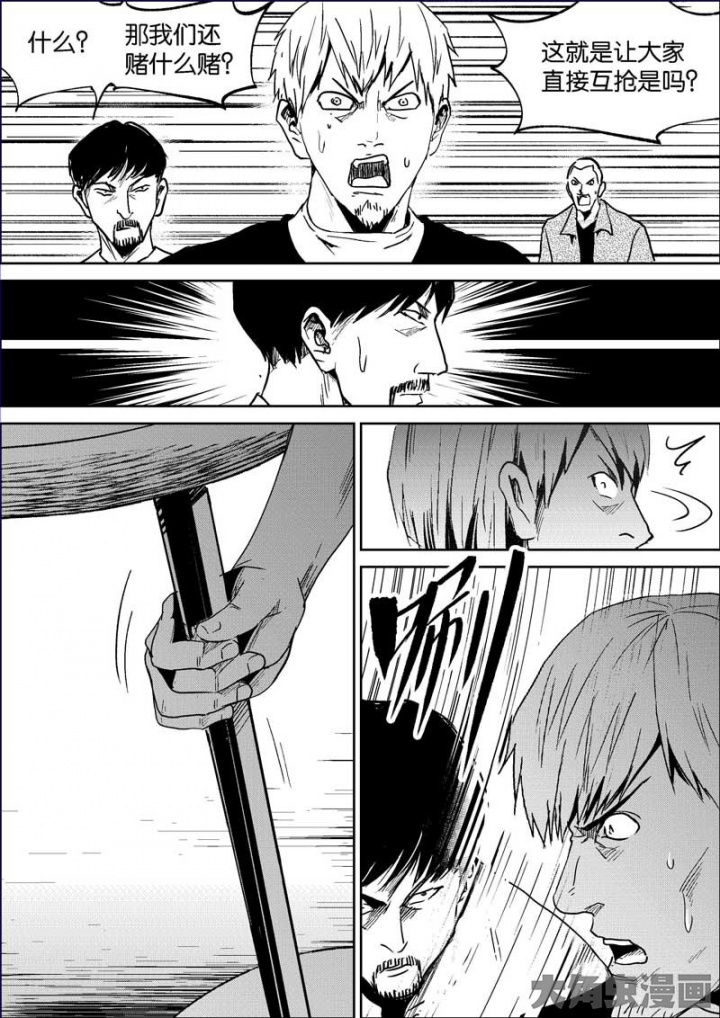 什么？
那我们还
赌什么赌？
这就是让大家
直接互抢是吗？
唰！
大角虫漫画